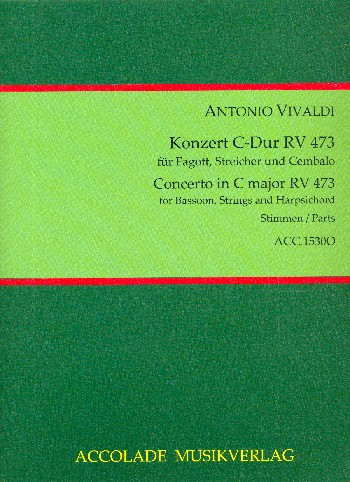 ANTONIO VIVALDI
Konzert C-Dur RV 473
für Fagott, Streicher und Cembalo
Concerto in C major RV 473
for Bassoon, Strings and Harpsichord
Stimmen / Parts
ACC.1530O
ACCOLADE MUSIKVERLAG